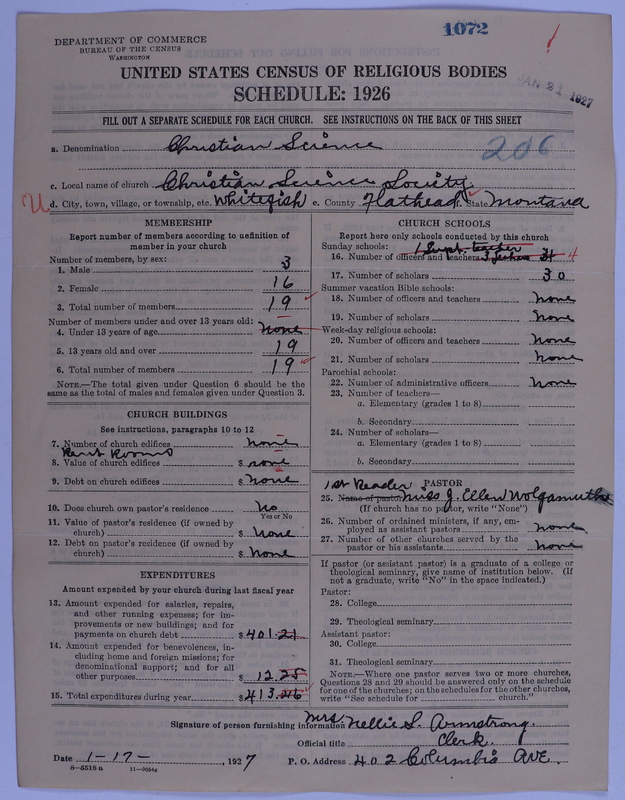 1072
DEPARTMENT OF COMMERCE
BUREAU OF THE CENSUS
WASHINGTON
JAN 21 1927
UNITED STATES CENSUS OF RELIGIOUS BODIES
SCHEDULE: 1926
FILL OUT A SEPARATE SCHEDULE FOR EACH CHURCH. SEE INSTRUCTIONS ON THE BACK OF THIS SHEET
a. Denomination Christian Science
206
c. Local name of church Christian Science Society
U d. City, town, village, or township, etc. Whitefish e. County Flathead f. State Montana
MEMBERSHIP
Report number of members according to definition of
member in your church
Number of members, by sex:
1. Male 3
2. Female 16
3. Total number of members 19
Number of members under and over 13 years old:
4. Under 13 years of age none
5. 13 years old and over 19
6. Total number of members 19
NOTE.—The total given under Question 6 should be the
same as the total of males and females given under Question 3.
CHURCH BUILDINGS
See instructions, paragraphs 10 to 12
7. Number of church edifices none
Rent Rooms
8. Value of church edifices $ none
9. Debt on church edifices $ none
10. Does church own pastor's residence no
Yes or No
11. Value of pastor's residence (if owned by
church) $ none
12. Debt on pastor's residence (if owned by
church) $ none
EXPENDITURES
Amount expended by your church during last fiscal year
13. Amount expended for salaries, repairs,
and other running expenses; for im-
provements or new buildings; and for
payments on church debt $ 401.21
14. Amount expended for benevolences, in-
cluding home and foreign missions; for
denominational support; and for all
other purposes $ 12.25
15. Total expenditures during year $ 413.46
CHURCH SCHOOLS
Report here only schools conducted by this church
Sunday schools:
1 Supt. teacher
16. Number of officers and teachers 3 teachers 4
17. Number of scholars 30
Summer vacation Bible schools:
18. Number of officers and teachers none
19. Number of scholars none
Week-day religious schools:
20. Number of officers and teachers none
21. Number of scholars none
Parochial schools:
22. Number of administrative officers none
23. Number of teachers—
a. Elementary (grades 1 to 8)
b. Secondary
24. Number of scholars—
a. Elementary (grades 1 to 8)
b. Secondary
1st Reader PASTOR
25. Name of pastor Miss J. Ellen Wolgamuth
(If church has no pastor, write "None")
26. Number of ordained ministers, if any, em-
ployed as assistant pastors none
27. Number of other churches served by the
pastor or his assistants none
If pastor (or assistant pastor) is a graduate of a college or
theological seminary, give name of institution below. (If
not a graduate, write "No" in the space indicated.)
Pastor:
28. College
29. Theological seminary
Assistant pastor:
30. College
31. Theological seminary
NOTE.—Where one pastor serves two or more churches,
Questions 28 and 29 should be answered only on the schedule
for one of the churches; on the schedules for the other churches,
write "See schedule for church."
Signature of person furnishing information Mrs. Nellie S. Armstrong
Official title Clerk.
Date 1-17-, 1927 P. O. Address 402 Columbia Ave.
8—5518 a 11—9054a